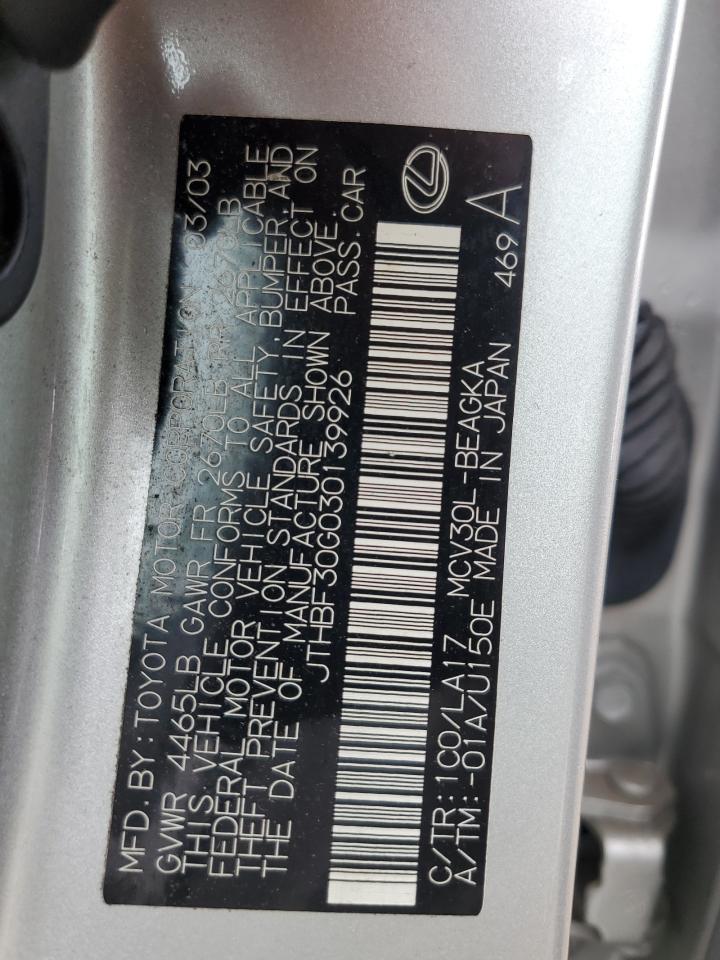 MFD.BY:TOYOTA MOTOR CORPORATION 03/03
GVWR 4465LB GAWR FR 2670LB RR 2670LB
THIS VEHICLE CONFORMS TO ALL APPLICABLE
FEDERAL MOTOR VEHICLE SAFETY,BUMPER,AND
THEFT PREVENTION STANDARDS IN EFFECT ON
THE DATE OF MANUFACTURE SHOWN ABOVE.
JTHBF30G030139926 PASS.CAR
C/TR:1C0/LA17 MCV30L-BEAGKA
A/TM:-01A/U150E MADE IN JAPAN
469 A